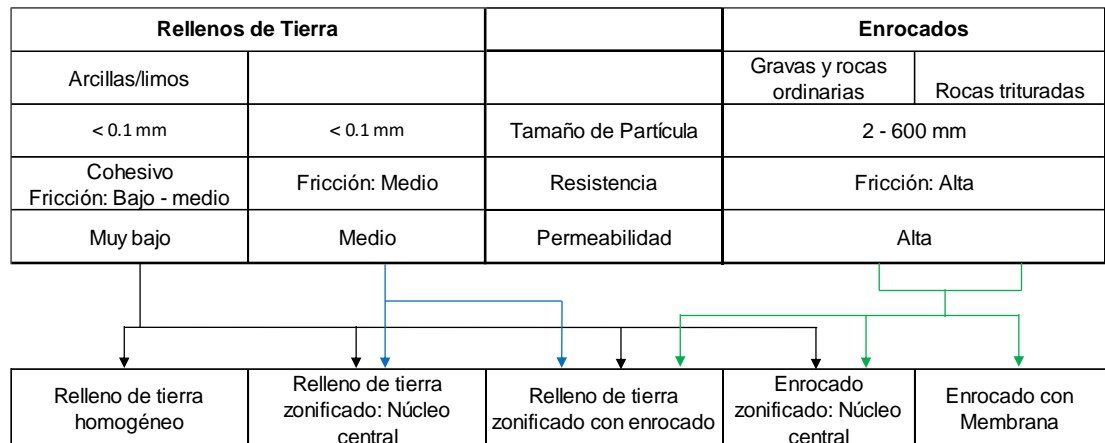 Rellenos de Tierra
Enrocados
Arcillas/limos
Gravas y rocas
ordinarias
Rocas trituradas
< 0.1 mm
< 0.1 mm
Tamaño de Partícula
2 - 600 mm
Cohesivo
Fricción: Bajo - medio
Fricción: Medio
Resistencia
Fricción: Alta
Muy bajo
Medio
Permeabilidad
Alta
Relleno de tierra
homogéneo
Relleno de tierra
zonificado: Núcleo
central
Relleno de tierra
zonificado con enrocado
Enrocado
zonificado: Núcleo
central
Enrocado con
Membrana